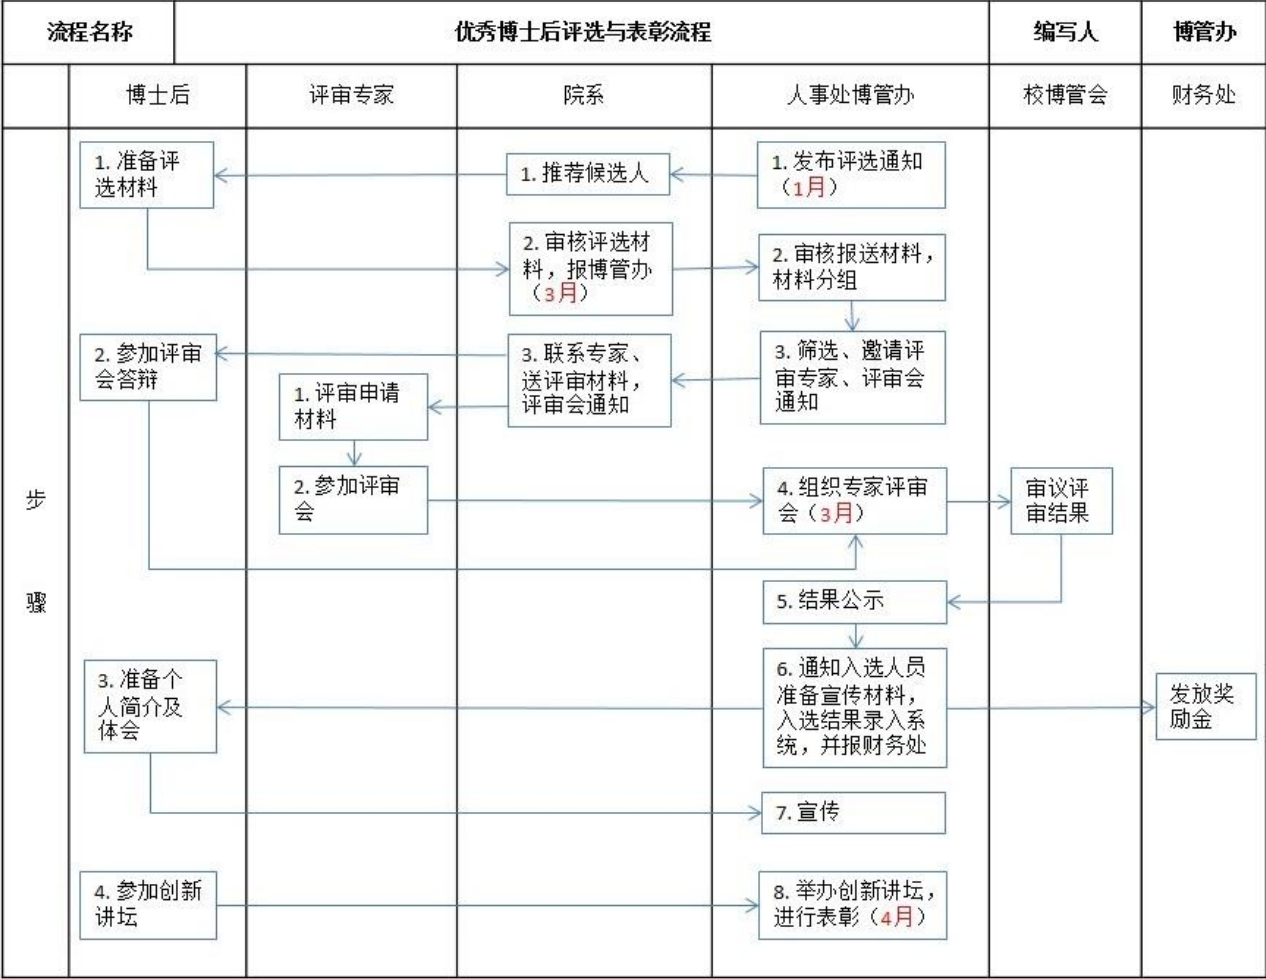 流程名称
优秀博士后评选与表彰流程
编写人
博管办
博士后
评审专家
院系
人事处博管办
校博管会
财务处
步
骤
1. 准备评
选材料
1. 推荐候选人
1. 发布评选通知
（1月）
2. 审核评选材
料，报博管办
（3月）
2. 审核报送材料，
材料分组
2. 参加评审
会答辩
3. 联系专家、
送评审材料，
评审会通知
3. 筛选、邀请评
审专家、评审会
通知
1. 评审申请
材料
2. 参加评审
会
4. 组织专家评审
会（3月）
审议评
审结果
5. 结果公示
3. 准备个
人简介及
体会
6. 通知入选人员
准备宣传材料，
入选结果录入系
统，并报财务处
发放奖
励金
7. 宣传
4. 参加创新
讲坛
8. 举办创新讲坛，
进行表彰（4月）